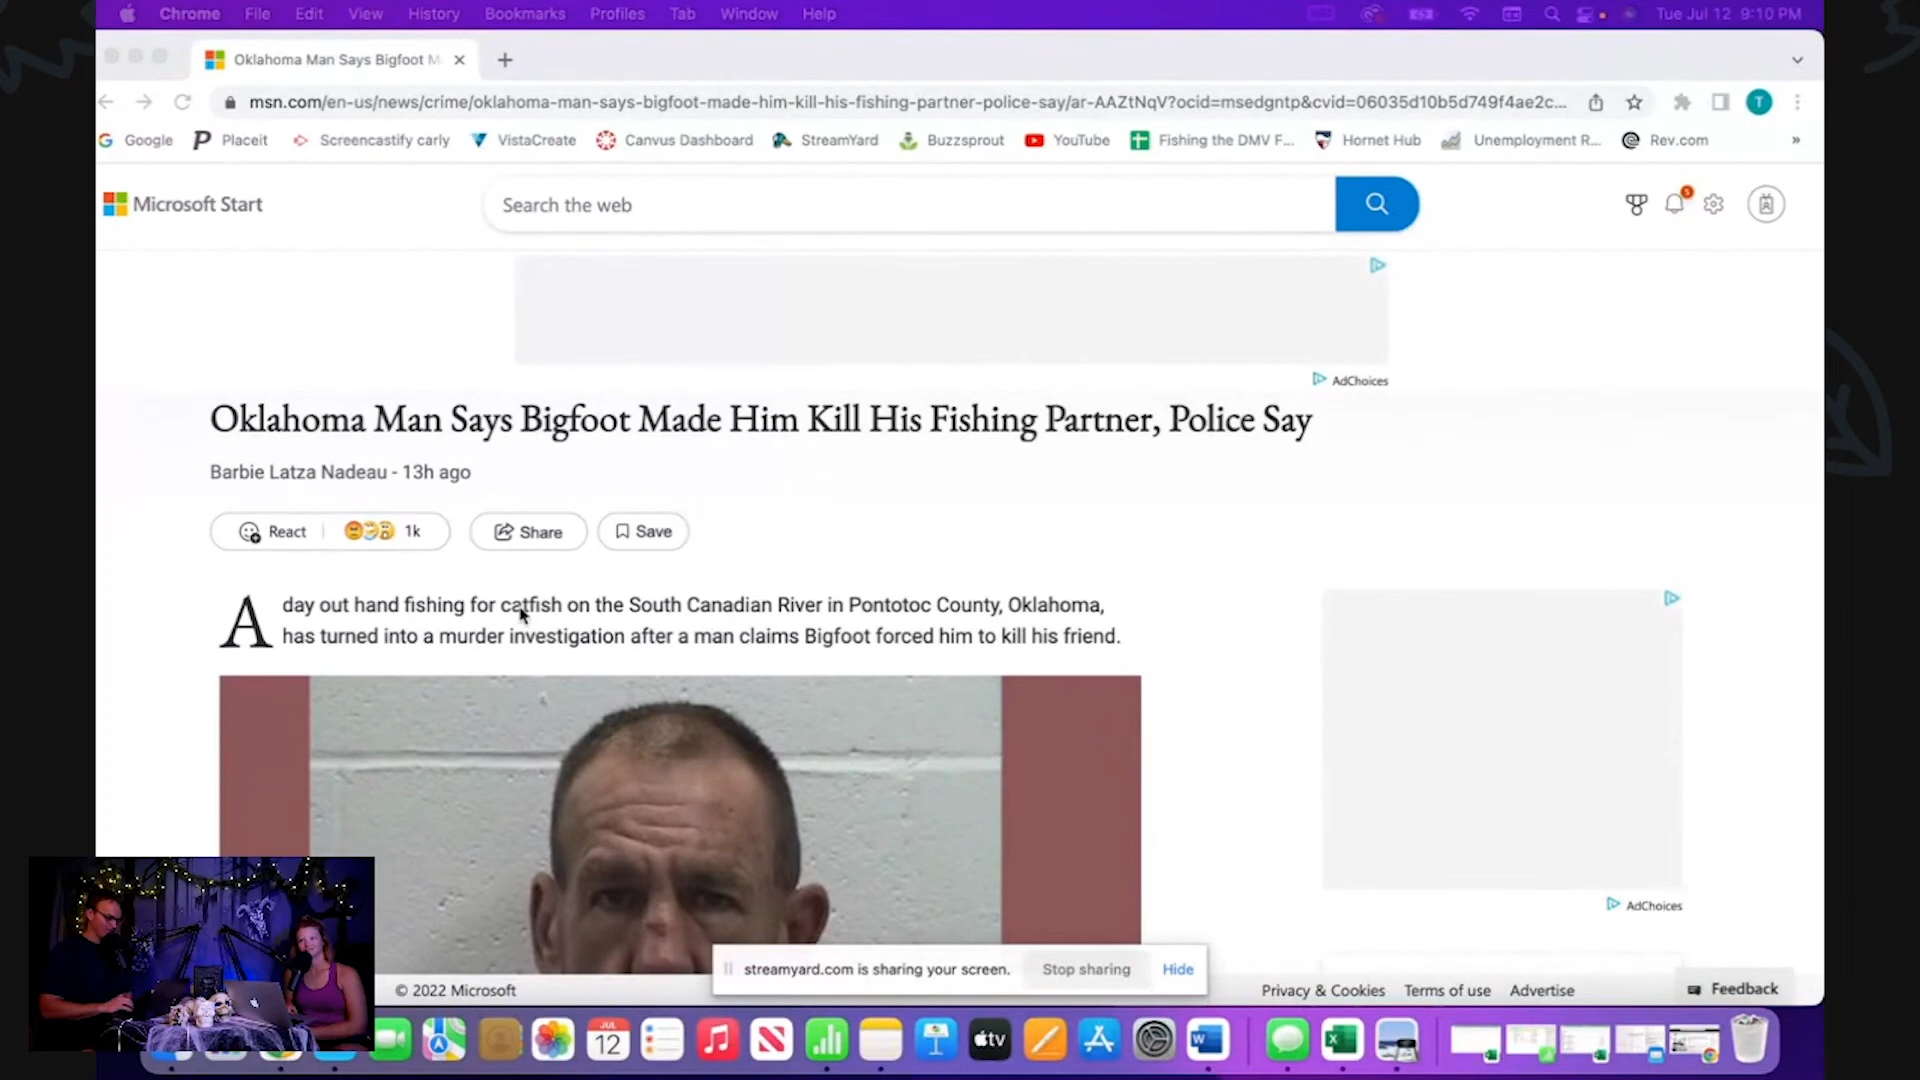 Chrome File Edit View History Bookmarks Profiles Tab Window Help Tue Jul 12 9:10 PM
Oklahoma Man Says Bigfoot M
msn.com/en-us/news/crime/oklahoma-man-says-bigfoot-made-him-kill-his-fishing-partner-police-say/ar-AAZtNqV?ocid=msedgntp&cvid=06035d10b5d749f4ae2c... T
Google Placeit Screencastify carly VistaCreate Canvus Dashboard StreamYard Buzzsprout YouTube Fishing the DMV F... Hornet Hub Unemployment R... Rev.com »
Microsoft Start Search the web 5
AdChoices
Oklahoma Man Says Bigfoot Made Him Kill His Fishing Partner, Police Say
Barbie Latza Nadeau - 13h ago
React 1k Share Save
A day out hand fishing for catfish on the South Canadian River in Pontotoc County, Oklahoma,
has turned into a murder investigation after a man claims Bigfoot forced him to kill his friend.
AdChoices
streamyard.com is sharing your screen. Stop sharing Hide
© 2022 Microsoft Privacy & Cookies Terms of use Advertise Feedback
JUL
12
tv
W
X